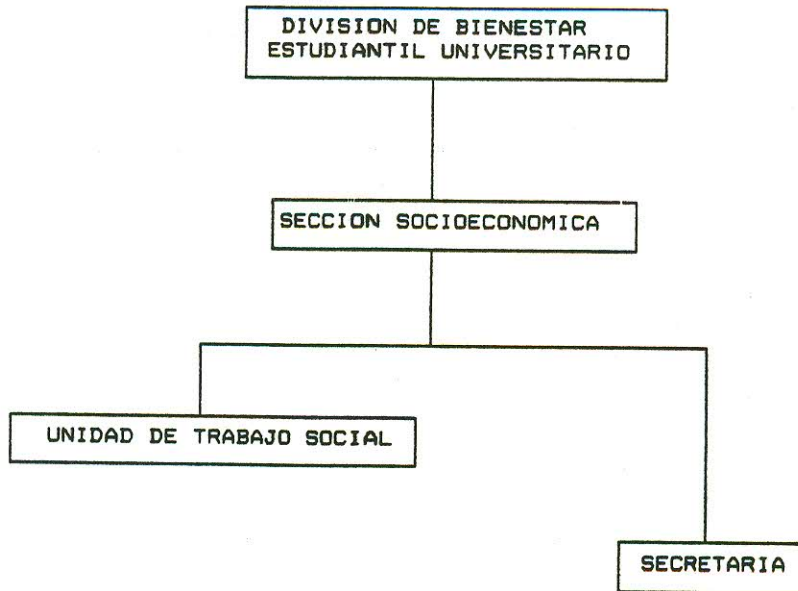 DIVISION DE BIENESTAR
ESTUDIANTIL UNIVERSITARIO
SECCION SOCIOECONOMICA
UNIDAD DE TRABAJO SOCIAL
SECRETARIA